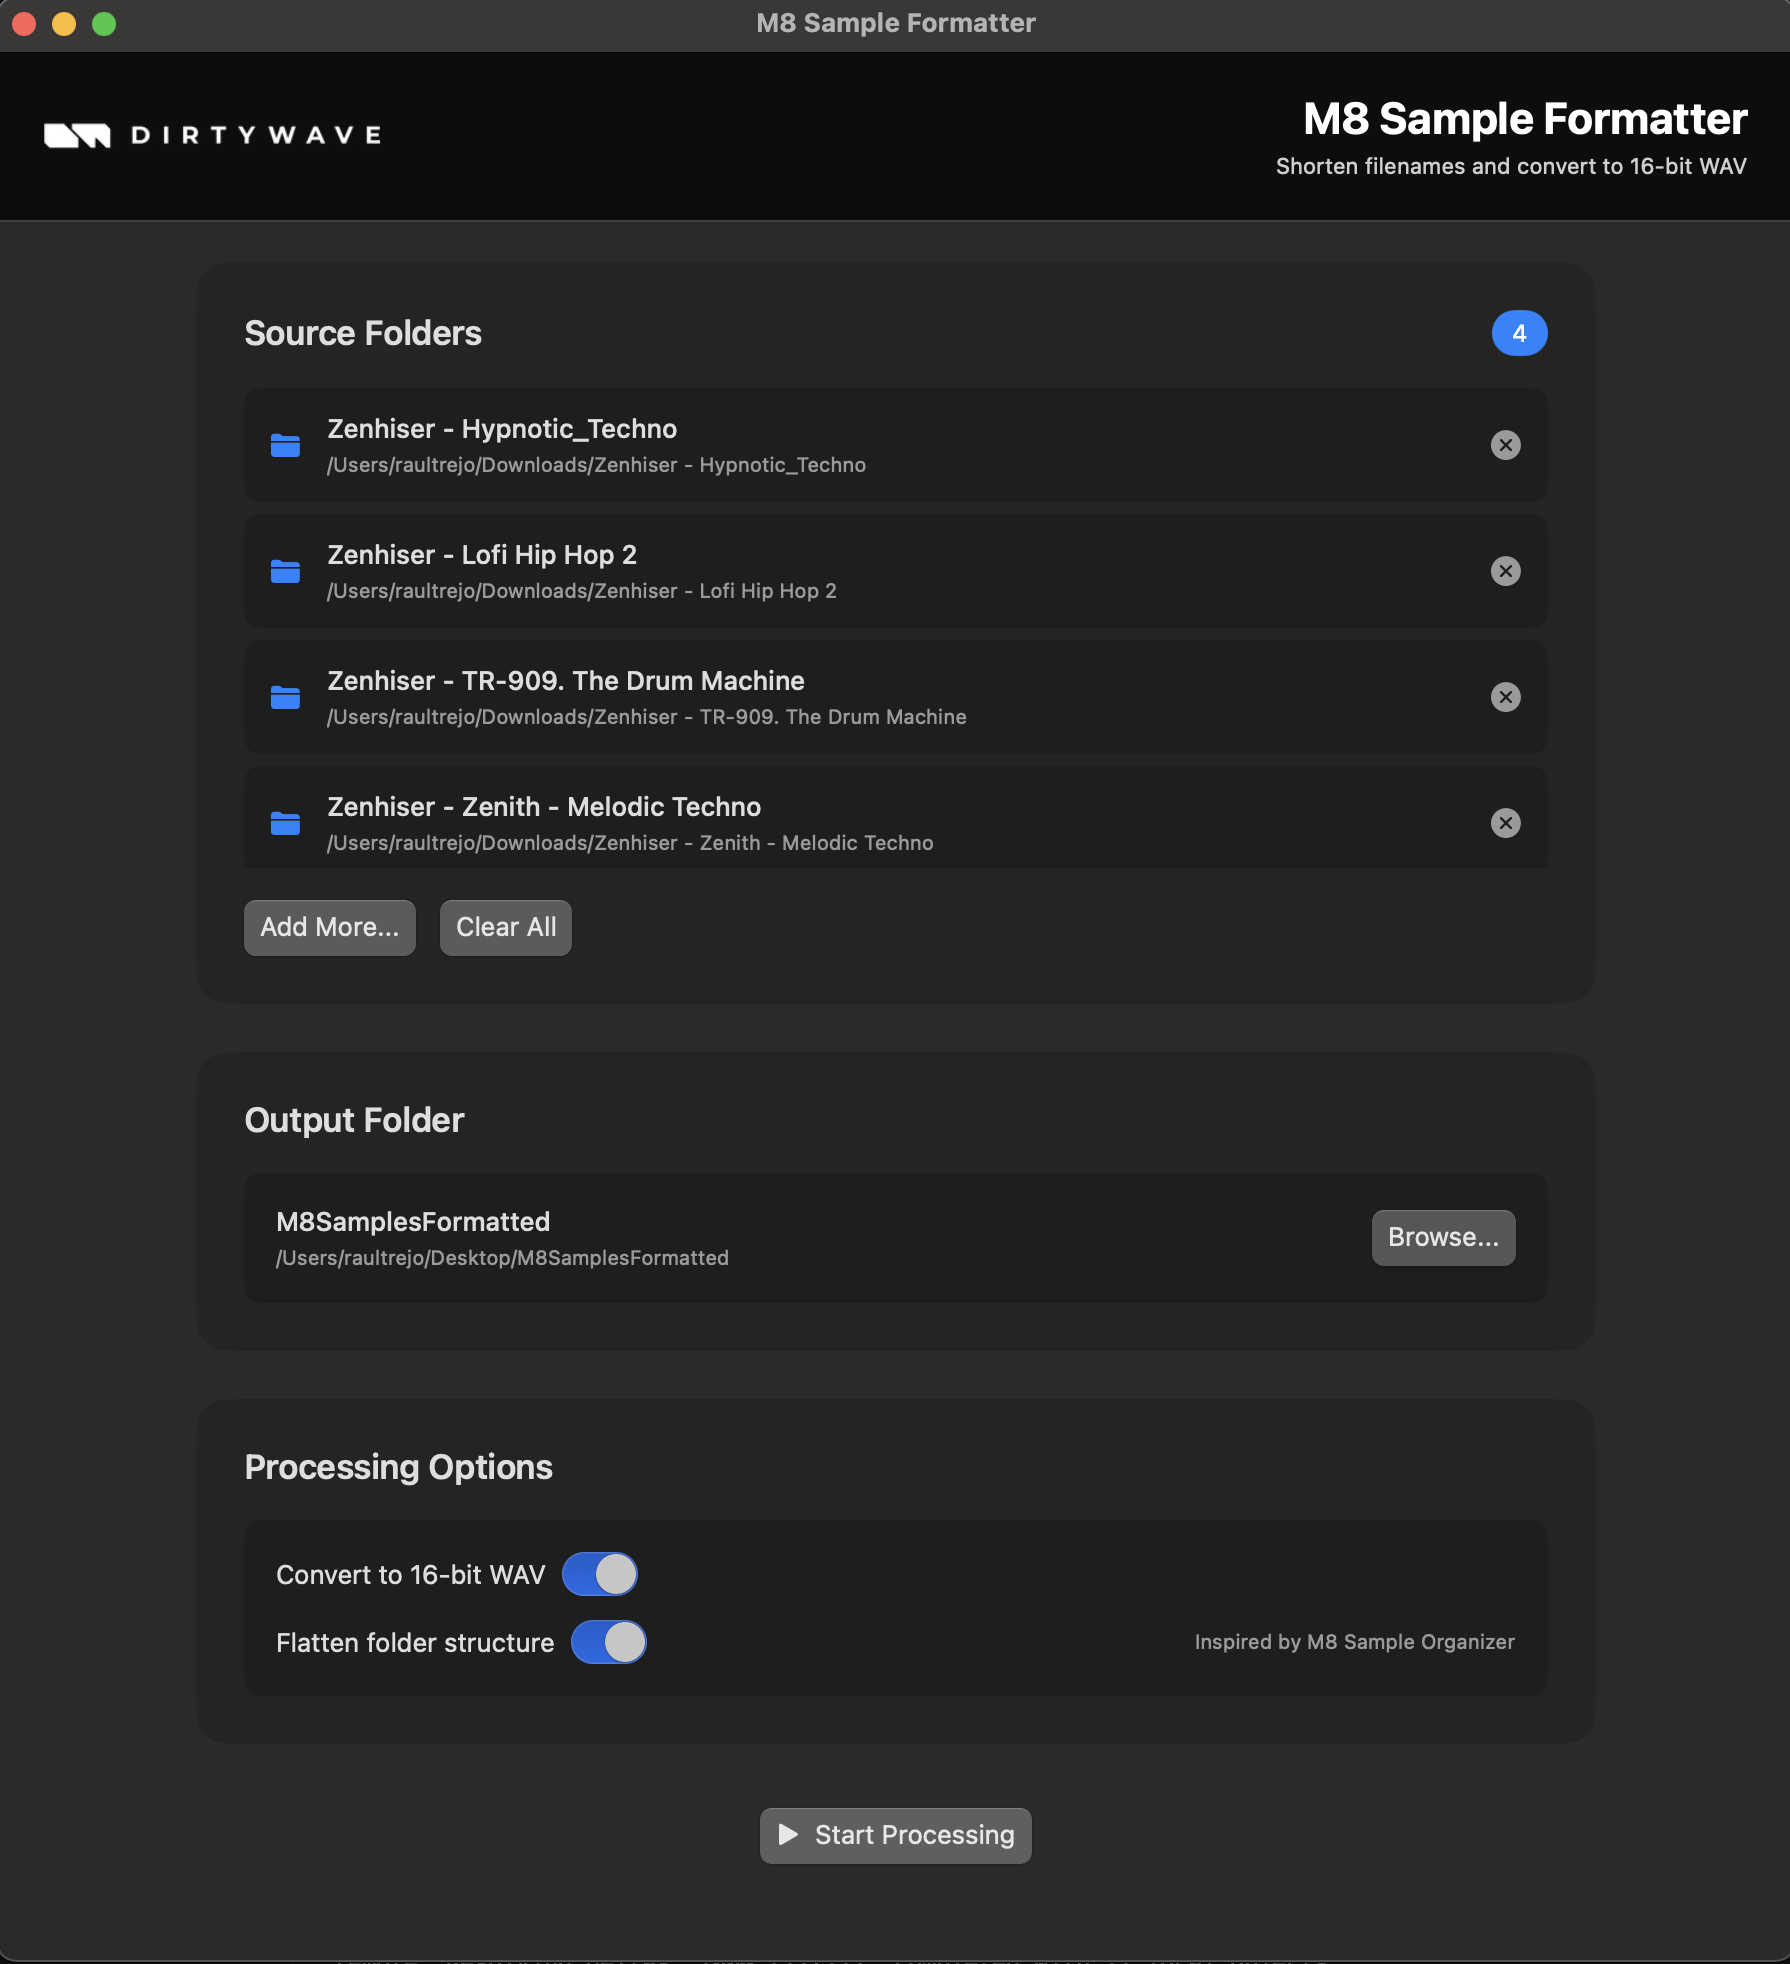 M8 Sample Formatter
DIRTYWAVE
M8 Sample Formatter
Shorten filenames and convert to 16-bit WAV
Source Folders
4
Zenhiser - Hypnotic_Techno
/Users/raultrejo/Downloads/Zenhiser - Hypnotic_Techno
Zenhiser - Lofi Hip Hop 2
/Users/raultrejo/Downloads/Zenhiser - Lofi Hip Hop 2
Zenhiser - TR-909. The Drum Machine
/Users/raultrejo/Downloads/Zenhiser - TR-909. The Drum Machine
Zenhiser - Zenith - Melodic Techno
/Users/raultrejo/Downloads/Zenhiser - Zenith - Melodic Techno
Add More... Clear All
Output Folder
M8SamplesFormatted
/Users/raultrejo/Desktop/M8SamplesFormatted
Browse...
Processing Options
Convert to 16-bit WAV
Flatten folder structure
Inspired by M8 Sample Organizer
Start Processing